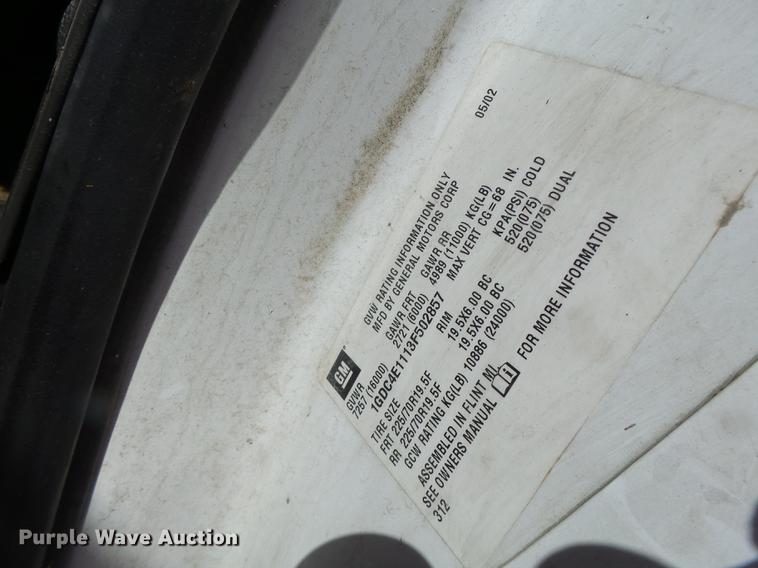 05/02
GM
GVW RATING INFORMATION ONLY
MFD BY GENERAL MOTORS CORP
GVWR GAWR FRT GAWR RR
7257 (16000) 2721 (6000) 4989 (11000) KG(LB)
1GDC4E1113F502857 MAX VERT CG=68 IN.
TIRE SIZE RIM KPA(PSI) COLD
FRT 225/70R19.5F 19.5X6.00 BC 520(075)
RR 225/70R19.5F 19.5X6.00 BC 520(075) DUAL
GCW RATING KG(LB) 10886 (24000)
ASSEMBLED IN FLINT MI.
SEE OWNERS MANUAL i FOR MORE INFORMATION
312
Purple Wave Auction